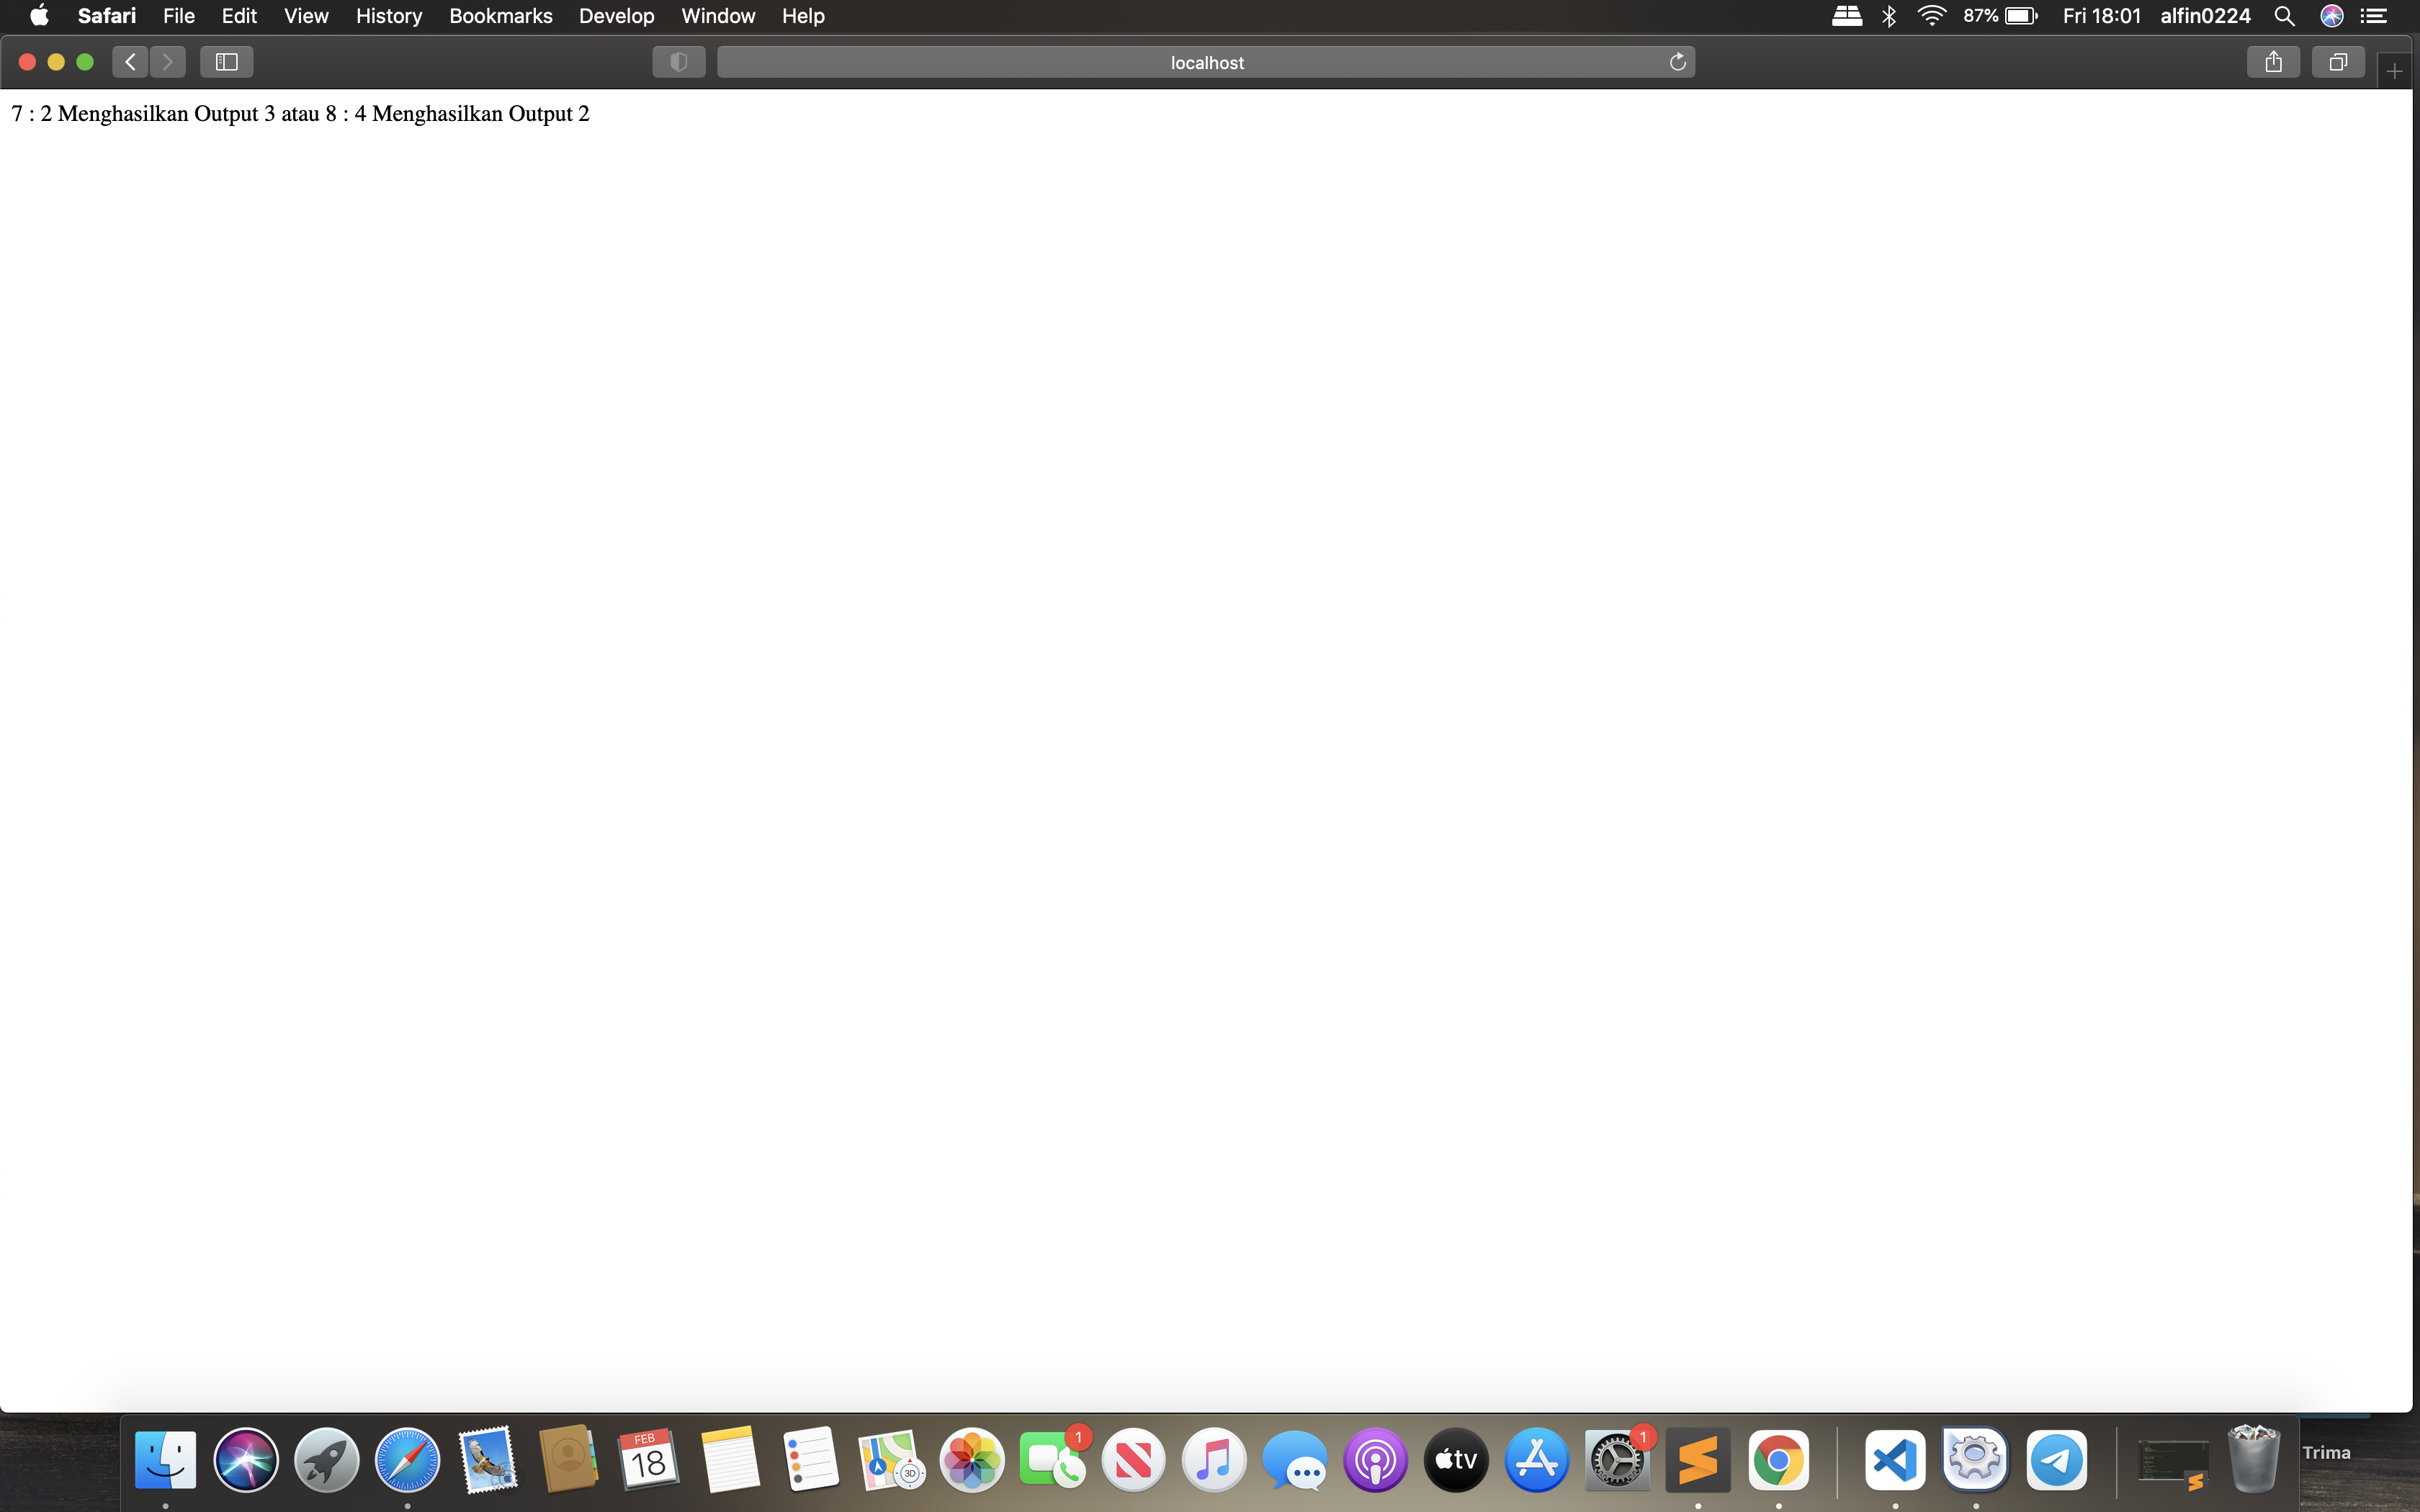 Safari File Edit View History Bookmarks Develop Window Help 87% Fri 18:01 alfin0224
localhost
7 : 2 Menghasilkan Output 3 atau 8 : 4 Menghasilkan Output 2
FEB
18
3D
1
tv
1
Trima